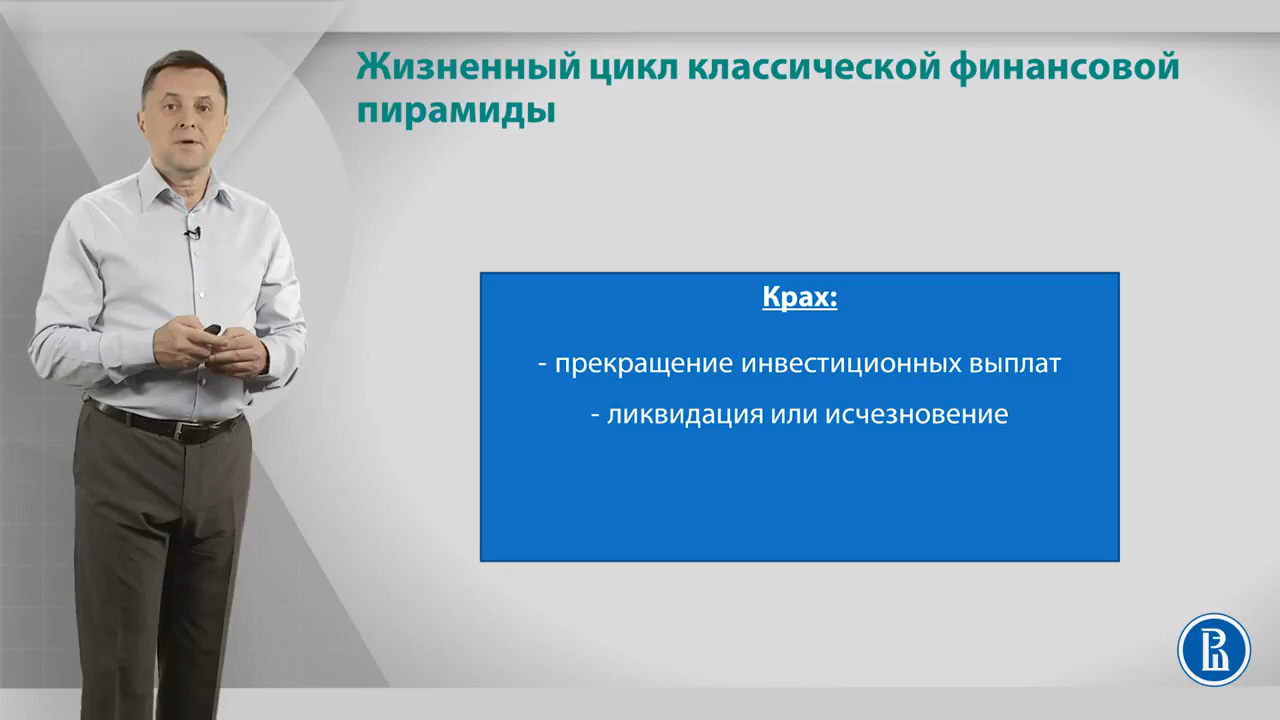 Жизненный цикл классической финансовой
пирамиды
Крах:
- прекращение инвестиционных выплат
- ликвидация или исчезновение